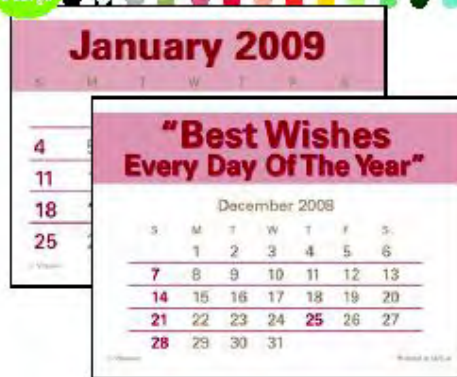 January 2009
S M T W T F S
4
11
18
25
"Best Wishes
Every Day Of The Year"
December 2008
S M T W T F S
1 2 3 4 5 6
7 8 9 10 11 12 13
14 15 16 17 18 19 20
21 22 23 24 25 26 27
28 29 30 31